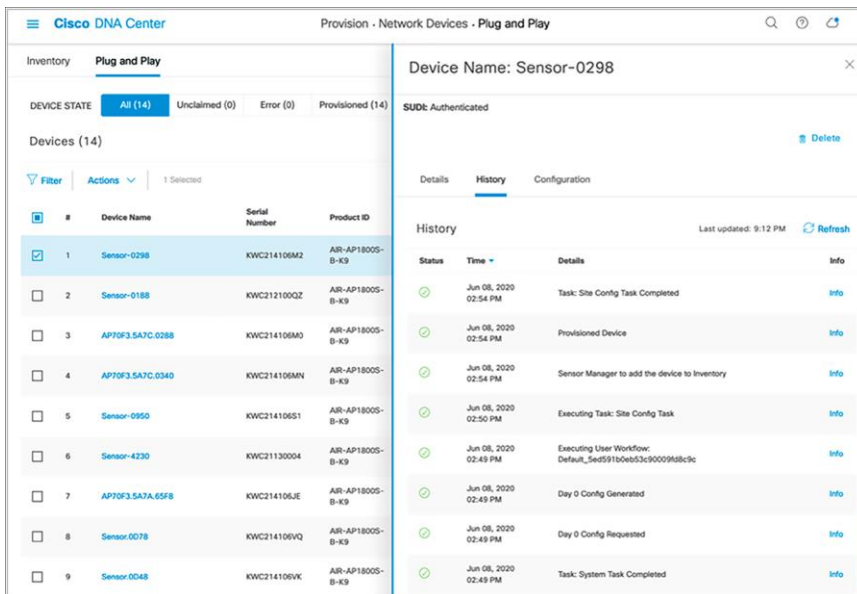 Cisco DNA Center
Provision · Network Devices · Plug and Play
Inventory Plug and Play
DEVICE STATE All (14) Unclaimed (0) Error (0) Provisioned (14)
Devices (14)
Filter Actions 1 Selected
# Device Name Serial Number Product ID
1 Sensor-0298 KWC214106M2 AIR-AP1800S-B-K9
2 Sensor-0188 KWC212100QZ AIR-AP1800S-B-K9
3 AP70F3.5A7C.0288 KWC214106M0 AIR-AP1800S-B-K9
4 AP70F3.5A7C.0340 KWC214106MN AIR-AP1800S-B-K9
5 Sensor-0950 KWC214106S1 AIR-AP1800S-B-K9
6 Sensor-4230 KWC21130004 AIR-AP1800S-B-K9
7 AP70F3.5A7A.65F8 KWC214106JE AIR-AP1800S-B-K9
8 Sensor.0D78 KWC214106VQ AIR-AP1800S-B-K9
9 Sensor.0D48 KWC214106VK AIR-AP1800S-B-K9
Device Name: Sensor-0298
SUDI: Authenticated
Delete
Details History Configuration
History Last updated: 9:12 PM Refresh
Status Time Details Info
Jun 08, 2020 02:54 PM Task: Site Config Task Completed Info
Jun 08, 2020 02:54 PM Provisioned Device Info
Jun 08, 2020 02:54 PM Sensor Manager to add the device to Inventory Info
Jun 08, 2020 02:50 PM Executing Task: Site Config Task Info
Jun 08, 2020 02:49 PM Executing User Workflow: Default_5ed591b0eb53c90009fd8c9c Info
Jun 08, 2020 02:49 PM Day 0 Config Generated Info
Jun 08, 2020 02:49 PM Day 0 Config Requested Info
Jun 08, 2020 02:49 PM Task: System Task Completed Info